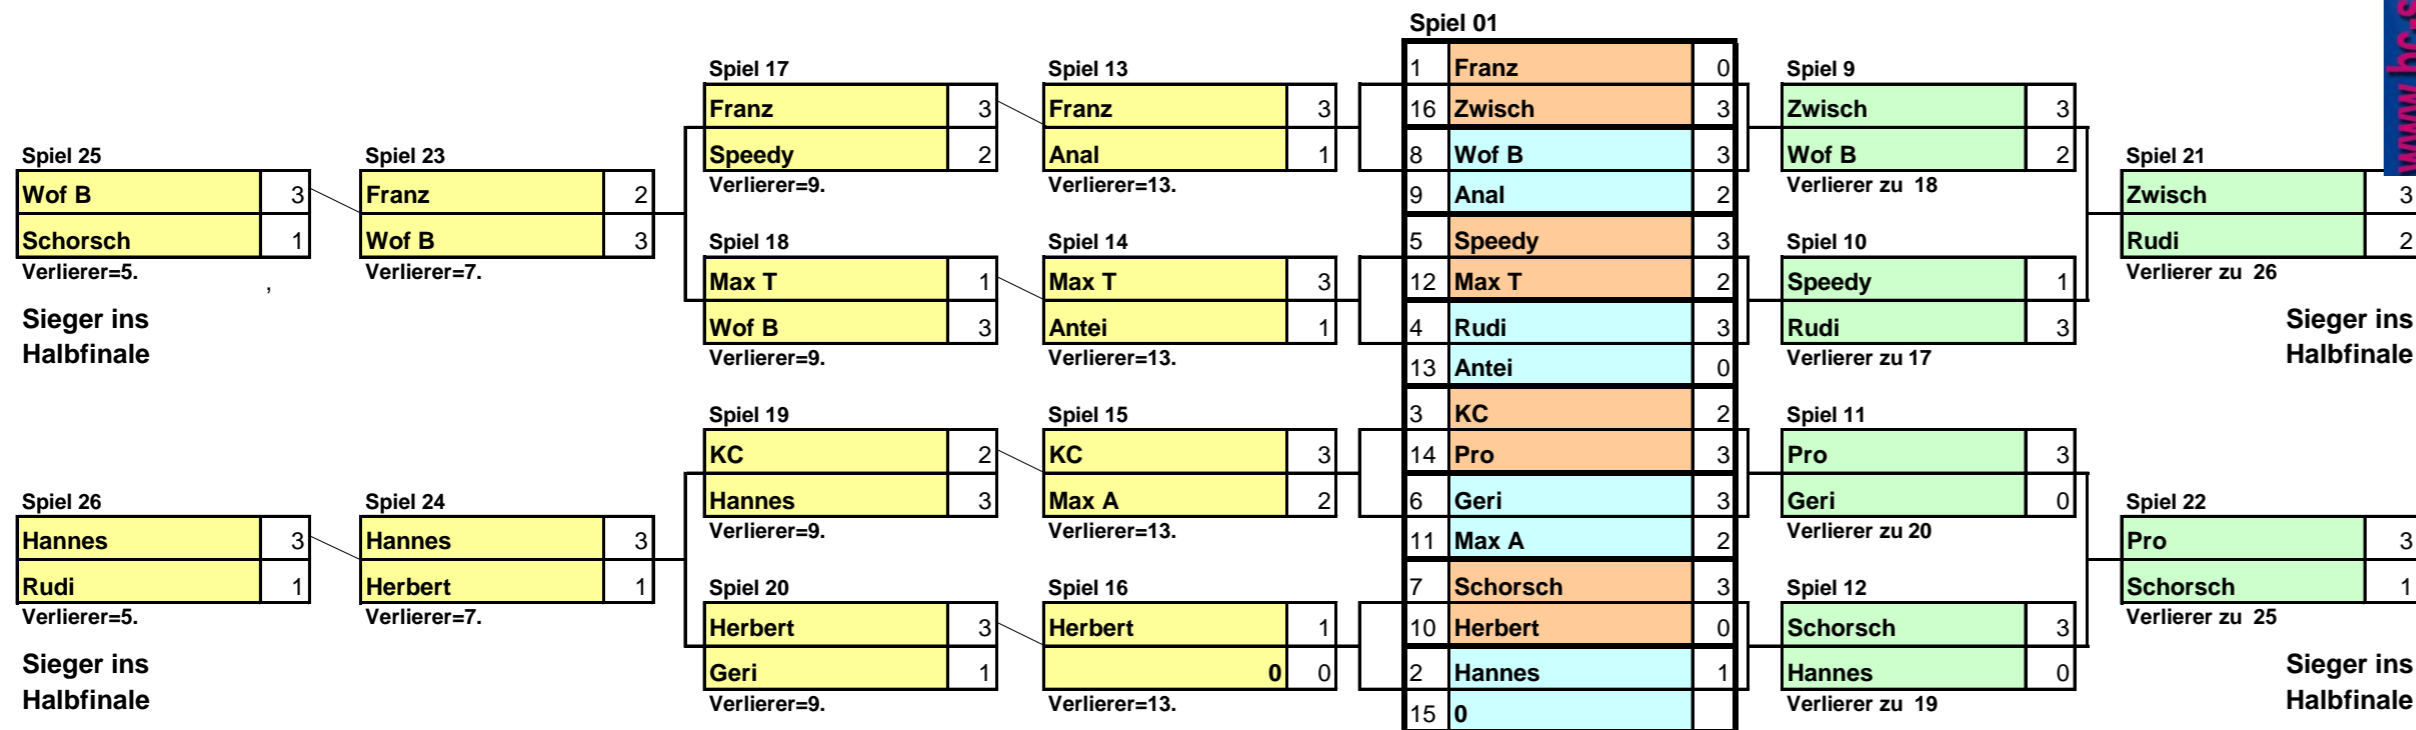 Spiel 01
Spiel 17 Spiel 13 1 Franz 0 Spiel 9
Franz 3 Franz 3 16 Zwisch 3 Zwisch 3
Spiel 25 Spiel 23 Speedy 2 Anal 1 8 Wof B 3 Wof B 2 Spiel 21
Wof B 3 Franz 2 Verlierer=9. Verlierer=13. 9 Anal 2 Verlierer zu 18 Zwisch 3
Schorsch 1 Wof B 3 Spiel 18 Spiel 14 5 Speedy 3 Spiel 10 Rudi 2
Verlierer=5. , Verlierer=7. Max T 1 Max T 3 12 Max T 2 Speedy 1 Verlierer zu 26
Sieger ins Wof B 3 Antei 1 4 Rudi 3 Rudi 3 Sieger ins
Halbfinale Verlierer=9. Verlierer=13. 13 Antei 0 Verlierer zu 17 Halbfinale
Spiel 19 Spiel 15 3 KC 2 Spiel 11
KC 2 KC 3 14 Pro 3 Pro 3
Spiel 26 Spiel 24 Hannes 3 Max A 2 6 Geri 3 Geri 0 Spiel 22
Hannes 3 Hannes 3 Verlierer=9. Verlierer=13. 11 Max A 2 Verlierer zu 20 Pro 3
Rudi 1 Herbert 1 Spiel 20 Spiel 16 7 Schorsch 3 Spiel 12 Schorsch 1
Verlierer=5. Verlierer=7. Herbert 3 Herbert 1 10 Herbert 0 Schorsch 3 Verlierer zu 25
Sieger ins Geri 1 0 0 2 Hannes 1 Hannes 0 Sieger ins
Halbfinale Verlierer=9. Verlierer=13. 15 0 Verlierer zu 19 Halbfinale